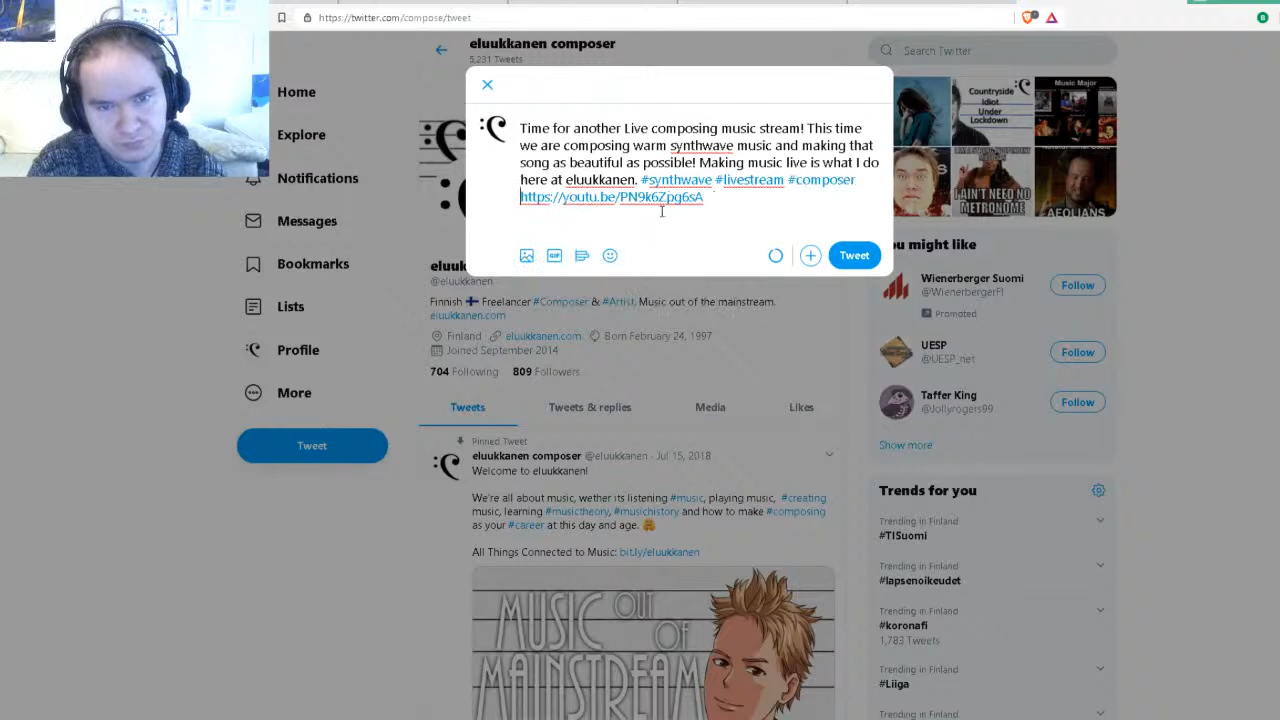 https://twitter.com/compose/tweet
eluukkanen composer
5,231 Tweets
Search Twitter
Home
Explore
Notifications
Messages
Bookmarks
Lists
Profile
More
Tweet
Time for another Live composing music stream! This time
we are composing warm synthwave music and making that
song as beautiful as possible! Making music live is what I do
here at eluukkanen. #synthwave #livestream #composer
https://youtu.be/PN9k6Zpg6sA
GIF
Tweet
@eluukkanen
Finnish Freelancer #Composer & #Artist. Music out of the mainstream.
eluukkanen.com
Finland eluukkanen.com Born February 24, 1997
Joined September 2014
704 Following 809 Followers
Tweets Tweets & replies Media Likes
Pinned Tweet
eluukkanen composer @eluukkanen · Jul 15, 2018
Welcome to eluukkanen!
We're all about music, wether its listening #music, playing music, #creating
music, learning #musictheory, #musichistory and how to make #composing
as your #career at this day and age.
All Things Connected to Music: bit.ly/eluukkanen
MUSIC OUT
OF
MAINSTREAM
Countryside
Idiot
Under
Lockdown
Music Major
I AIN'T NEED NO
METRONOME
AEOLIANS
ou might like
Wienerberger Suomi
@WienerbergerFI
Promoted
Follow
UESP
@UESP_net
Follow
Taffer King
@Jollyrogers99
Follow
Show more
Trends for you
Trending in Finland
#TISuomi
Trending in Finland
#lapsenoikeudet
Trending in Finland
#koronafi
1,783 Tweets
Trending in Finland
#Liiga
Trending in Finland